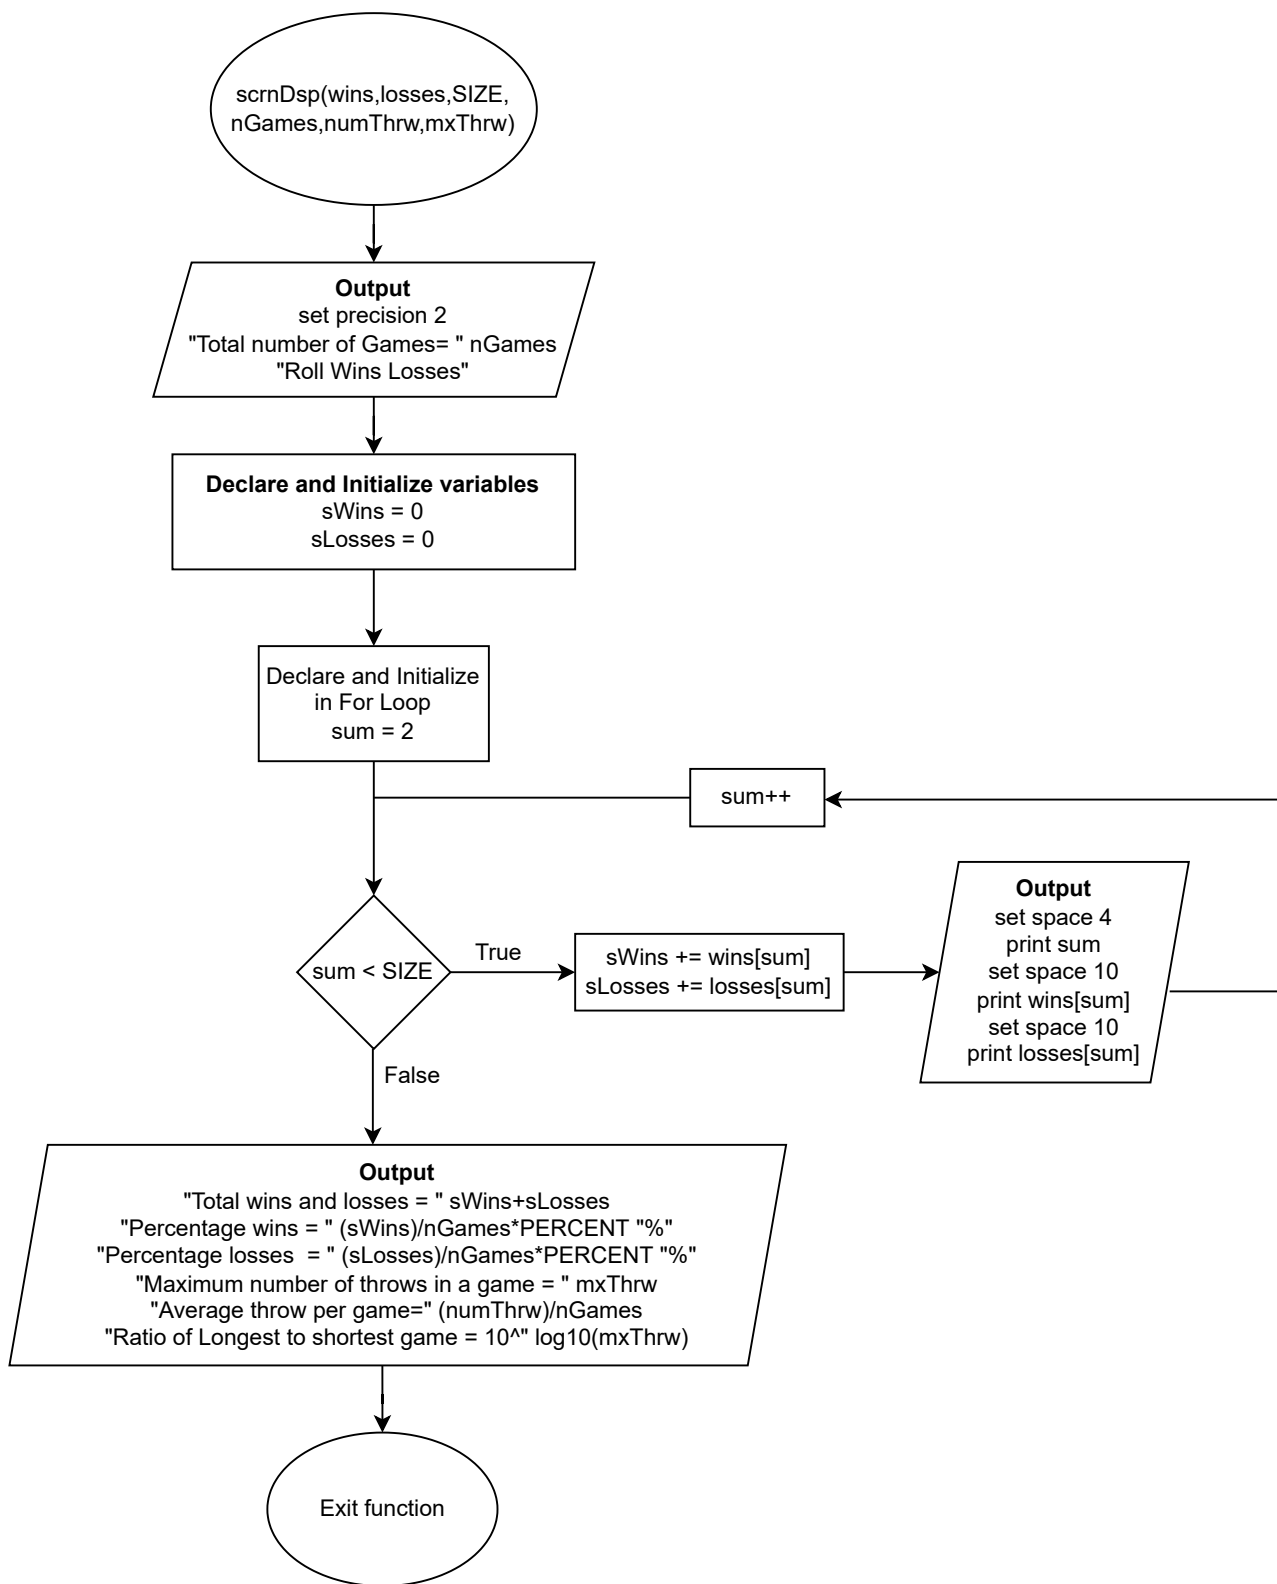 scrnDsp(wins,losses,SIZE,
nGames,numThrw,mxThrw)
Output
set precision 2
"Total number of Games= " nGames
"Roll Wins Losses"
Declare and Initialize variables
sWins = 0
sLosses = 0
Declare and Initialize
in For Loop
sum = 2
sum++
sum < SIZE
True
sWins += wins[sum]
sLosses += losses[sum]
Output
set space 4
print sum
set space 10
print wins[sum]
set space 10
print losses[sum]
False
Output
"Total wins and losses = " sWins+sLosses
"Percentage wins = " (sWins)/nGames*PERCENT "%"
"Percentage losses  = " (sLosses)/nGames*PERCENT "%"
"Maximum number of throws in a game = " mxThrw
"Average throw per game=" (numThrw)/nGames
"Ratio of Longest to shortest game = 10^" log10(mxThrw)
Exit function